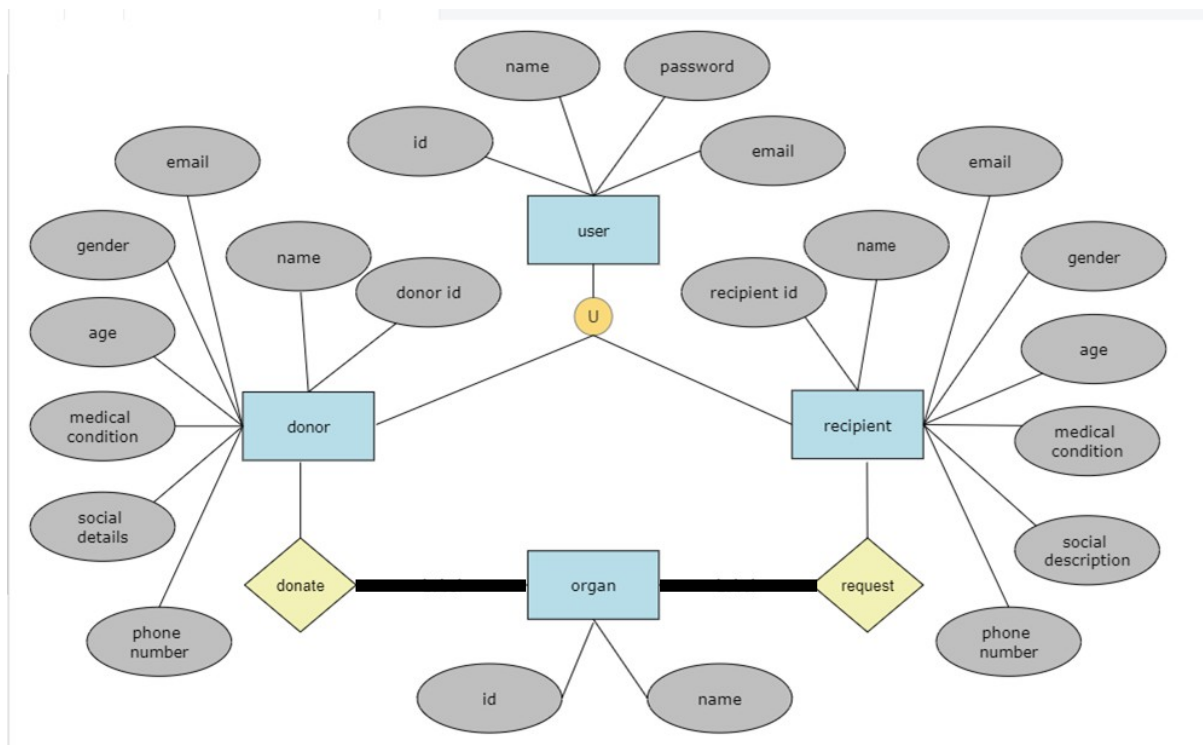 name
password
id
email
email
email
gender
name
donor id
user
recipient id
name
gender
age
U
age
medical
condition
donor
recipient
medical
condition
social
details
social
description
donate
organ
request
phone
number
phone
number
id
name